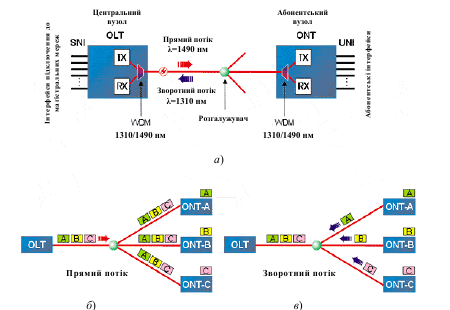 Центральний
вузол
OLT
Абонентський
вузол
ONT
Прямий потік
λ=1490 нм
Зворотний потік
λ=1310 нм
SNI
UNI
TX
RX
TX
RX
Інтерфейси підключення до
магістральних мереж
Абонентські інтерфейси
WDM
1310/1490 нм
Розгалужувач
WDM
1310/1490 нм
а)
OLT
A B C
A B C
A B C
A B C
A
ONT-A
B
ONT-B
C
ONT-C
Прямий потік
б)
OLT
A B C
A
B
C
A
ONT-A
B
ONT-B
C
ONT-C
Зворотний потік
в)